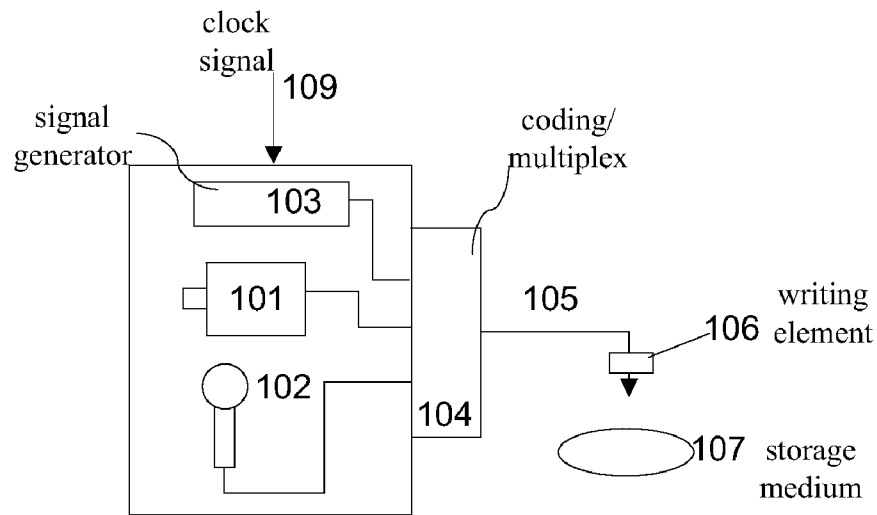 clock
signal
109
signal
generator
coding/
multiplex
103
101
105
writing
106
element
102
104
107
storage
medium